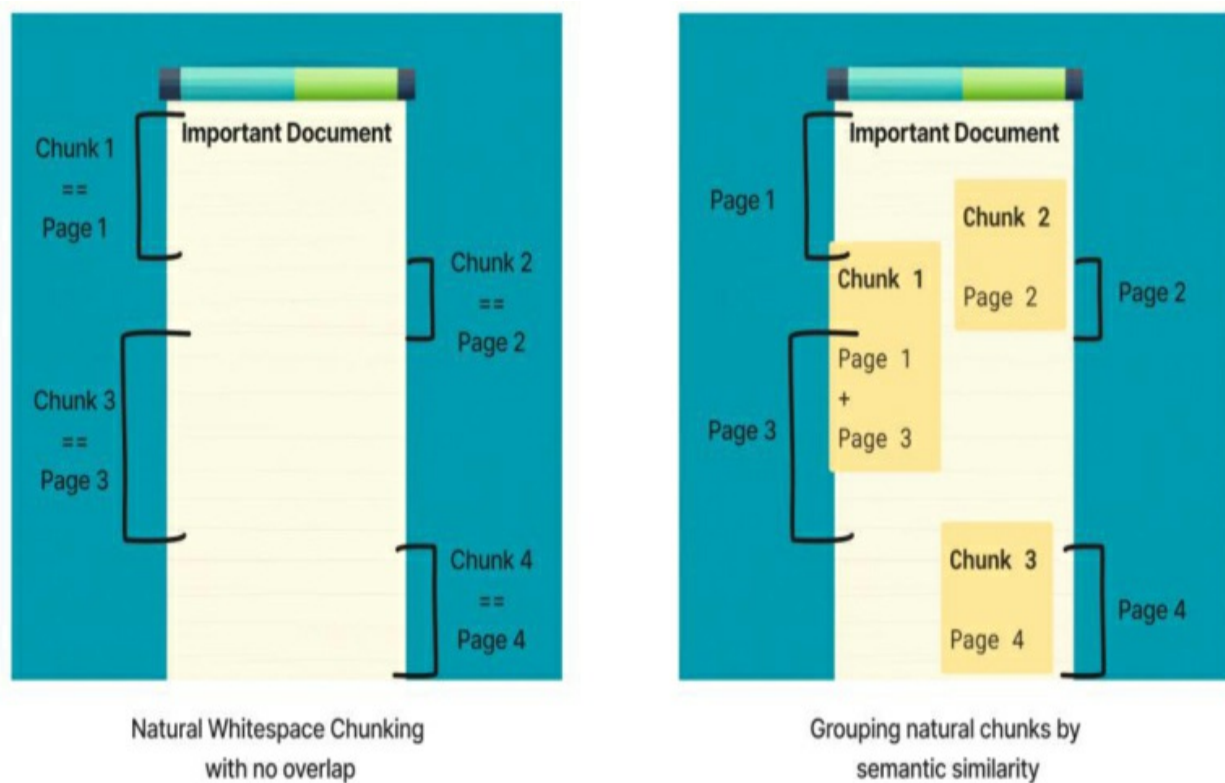 Important Document
Chunk 1
==
Page 1
Chunk 2
==
Page 2
Chunk 3
==
Page 3
Chunk 4
==
Page 4
Natural Whitespace Chunking
with no overlap
Important Document
Page 1
Chunk 2
Page 2
Page 2
Chunk 1
Page 1
+
Page 3
Page 3
Chunk 3
Page 4
Page 4
Grouping natural chunks by
semantic similarity